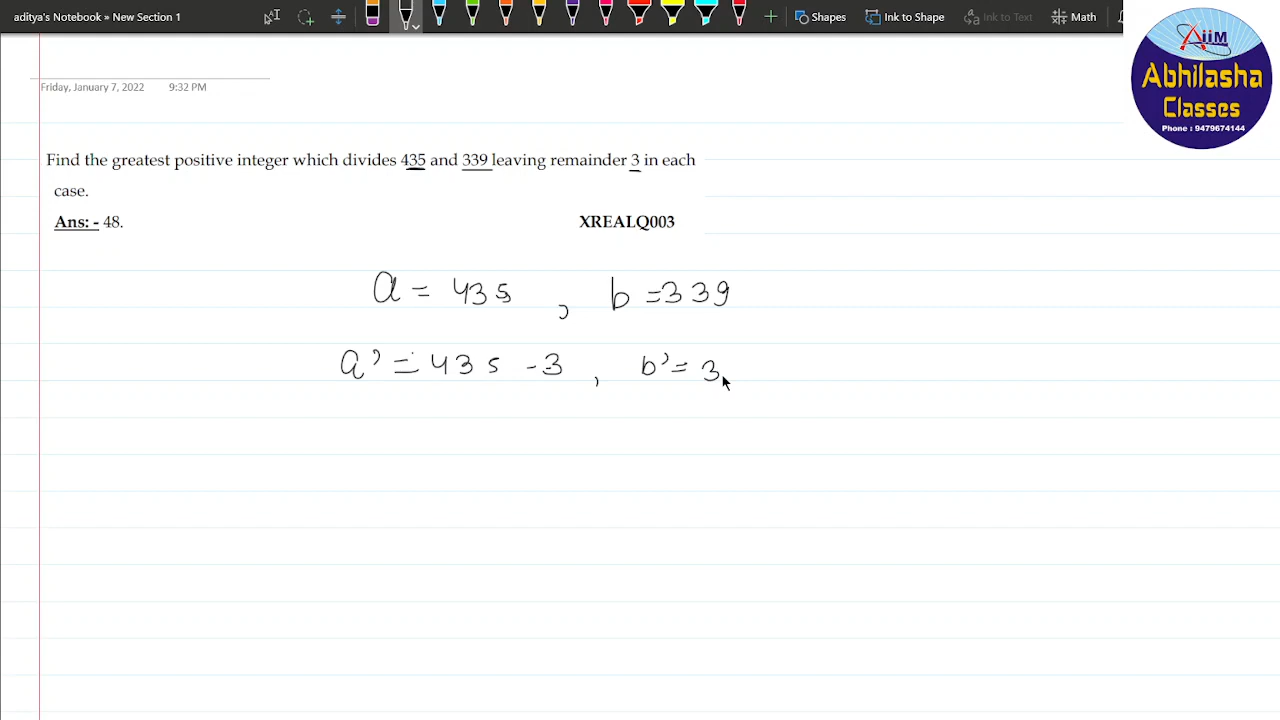 aditya's Notebook » New Section 1
Shapes
Ink to Shape
Ink to Text
Math
AIIM
Abhilasha
Classes
Phone : 9479674144
Friday, January 7, 2022 9:32 PM
Find the greatest positive integer which divides 435 and 339 leaving remainder 3 in each
case.
Ans: - 48. XREALQ003
a = 435 , b = 339
a' = 435 - 3 , b' = 3